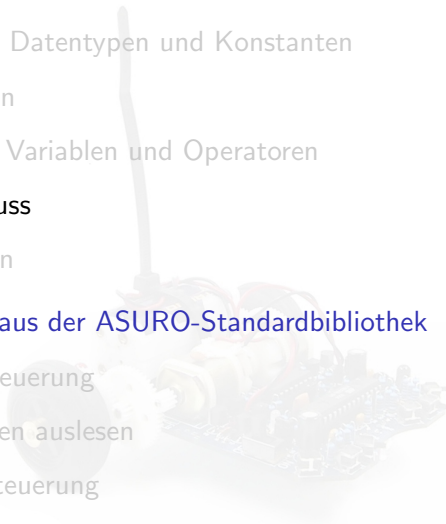 Datentypen und Konstanten
n
Variablen und Operatoren
uss
n
aus der ASURO-Standardbibliothek
euerung
en auslesen
teuerung